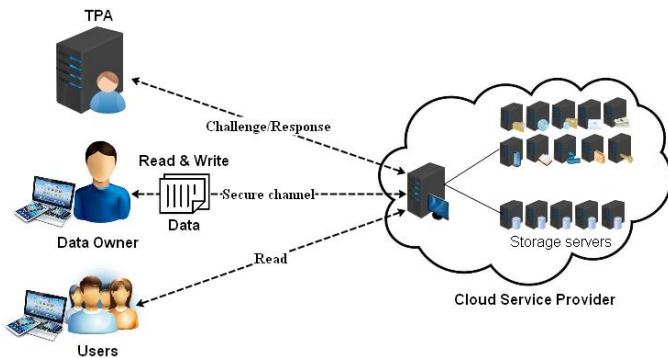 TPA
Challenge/Response
Read & Write
Secure channel
Data
Data Owner
Read
Users
Storage servers
Cloud Service Provider